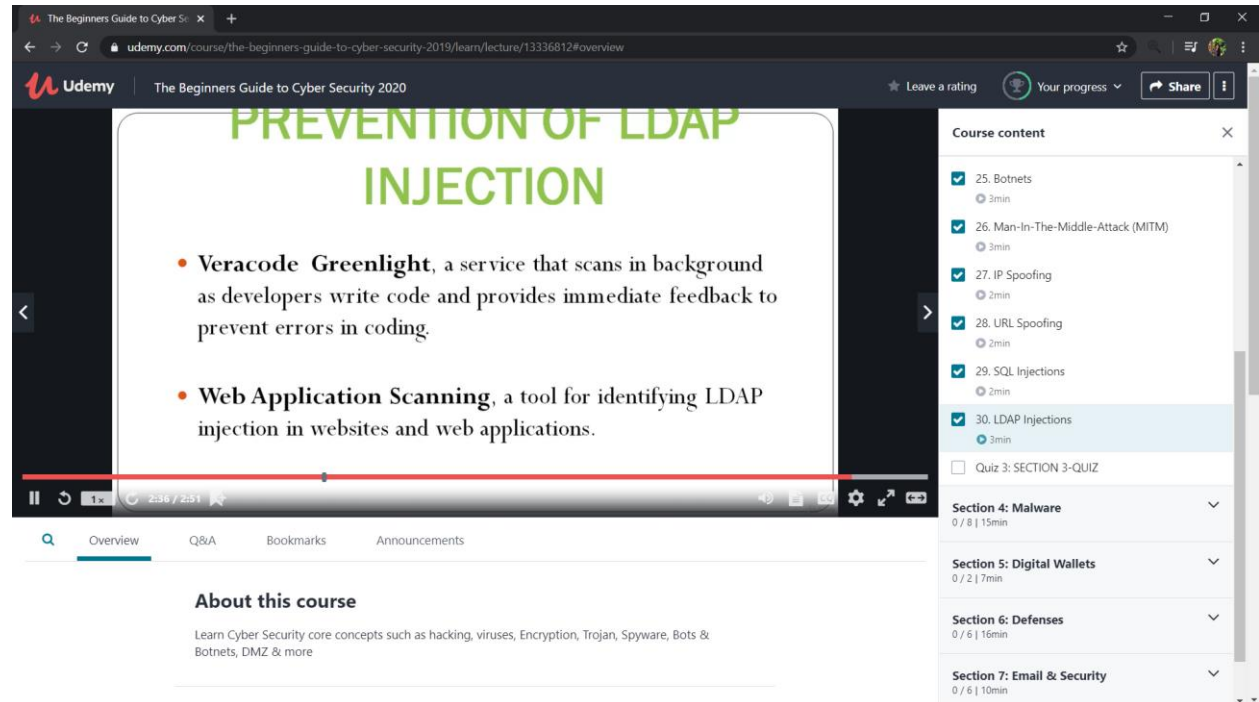 The Beginners Guide to Cyber Se
udemy.com/course/the-beginners-guide-to-cyber-security-2019/learn/lecture/13336812#overview
Udemy
The Beginners Guide to Cyber Security 2020
Leave a rating
Your progress
Share
PREVENTION OF LDAP
INJECTION
• Veracode Greenlight, a service that scans in background
as developers write code and provides immediate feedback to
prevent errors in coding.
• Web Application Scanning, a tool for identifying LDAP
injection in websites and web applications.
1x
2:36 / 2:51
CC
Overview
Q&A
Bookmarks
Announcements
About this course
Learn Cyber Security core concepts such as hacking, viruses, Encryption, Trojan, Spyware, Bots &
Botnets, DMZ & more
Course content
25. Botnets
3min
26. Man-In-The-Middle-Attack (MITM)
3min
27. IP Spoofing
2min
28. URL Spoofing
2min
29. SQL Injections
2min
30. LDAP Injections
3min
Quiz 3: SECTION 3-QUIZ
Section 4: Malware
0 / 8 | 15min
Section 5: Digital Wallets
0 / 2 | 7min
Section 6: Defenses
0 / 6 | 16min
Section 7: Email & Security
0 / 6 | 10min